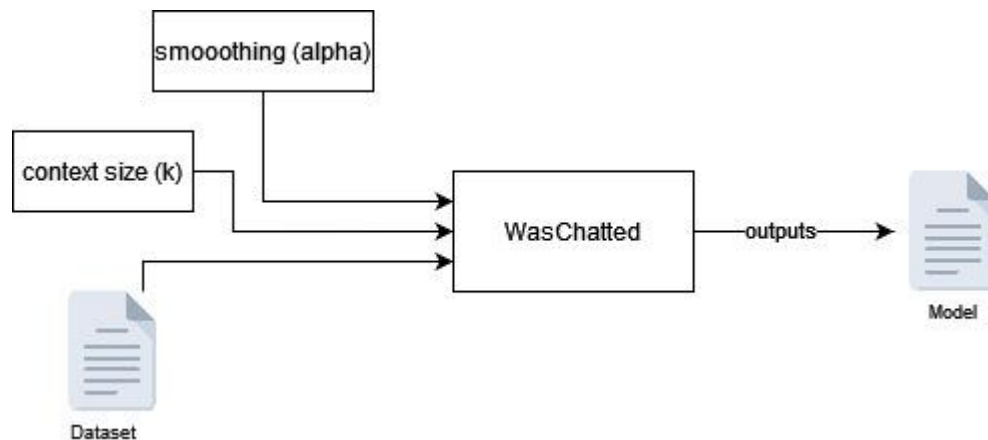 smooothing (alpha)
context size (k)
WasChatted
outputs
Model
Dataset